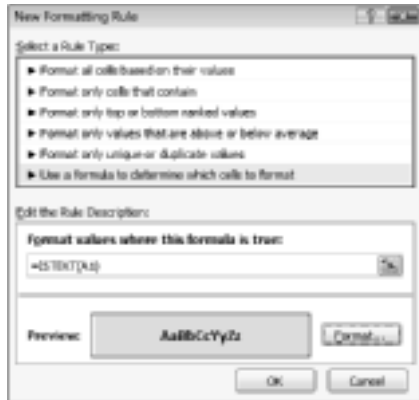 New Formatting Rule
Select a Rule Type:
► Format all cells based on their values
► Format only cells that contain
► Format only top or bottom ranked values
► Format only values that are above or below average
► Format only unique or duplicate values
► Use a formula to determine which cells to format
Edit the Rule Description:
Format values where this formula is true:
=ISTEXT(A1)
Preview: AaBbCcYyZz Format...
OK Cancel